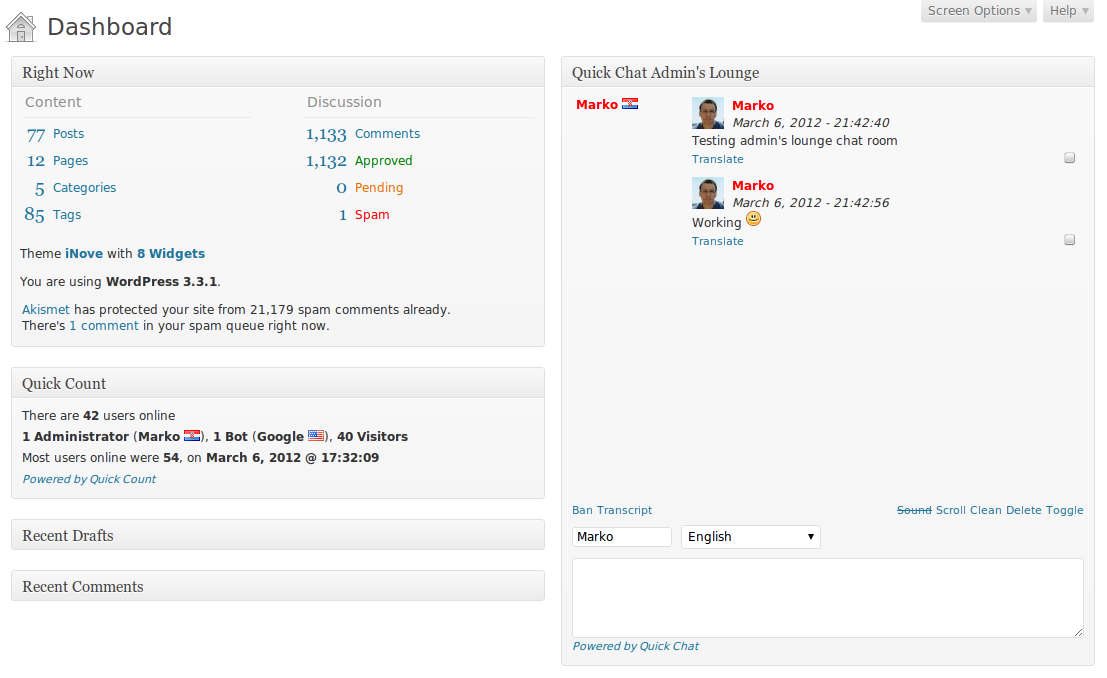 Dashboard
Screen Options ▼
Help ▼
Right Now
Content
77 Posts
12 Pages
5 Categories
85 Tags
Discussion
1,133 Comments
1,132 Approved
0 Pending
1 Spam
Theme iNove with 8 Widgets
You are using WordPress 3.3.1.
Akismet has protected your site from 21,179 spam comments already.
There's 1 comment in your spam queue right now.
Quick Count
There are 42 users online
1 Administrator (Marko ), 1 Bot (Google ), 40 Visitors
Most users online were 54, on March 6, 2012 @ 17:32:09
Powered by Quick Count
Recent Drafts
Recent Comments
Quick Chat Admin's Lounge
Marko
Marko
March 6, 2012 - 21:42:40
Testing admin's lounge chat room
Translate
Marko
March 6, 2012 - 21:42:56
Working
Translate
Ban Transcript
Sound Scroll Clean Delete Toggle
Marko
English ▼
Powered by Quick Chat